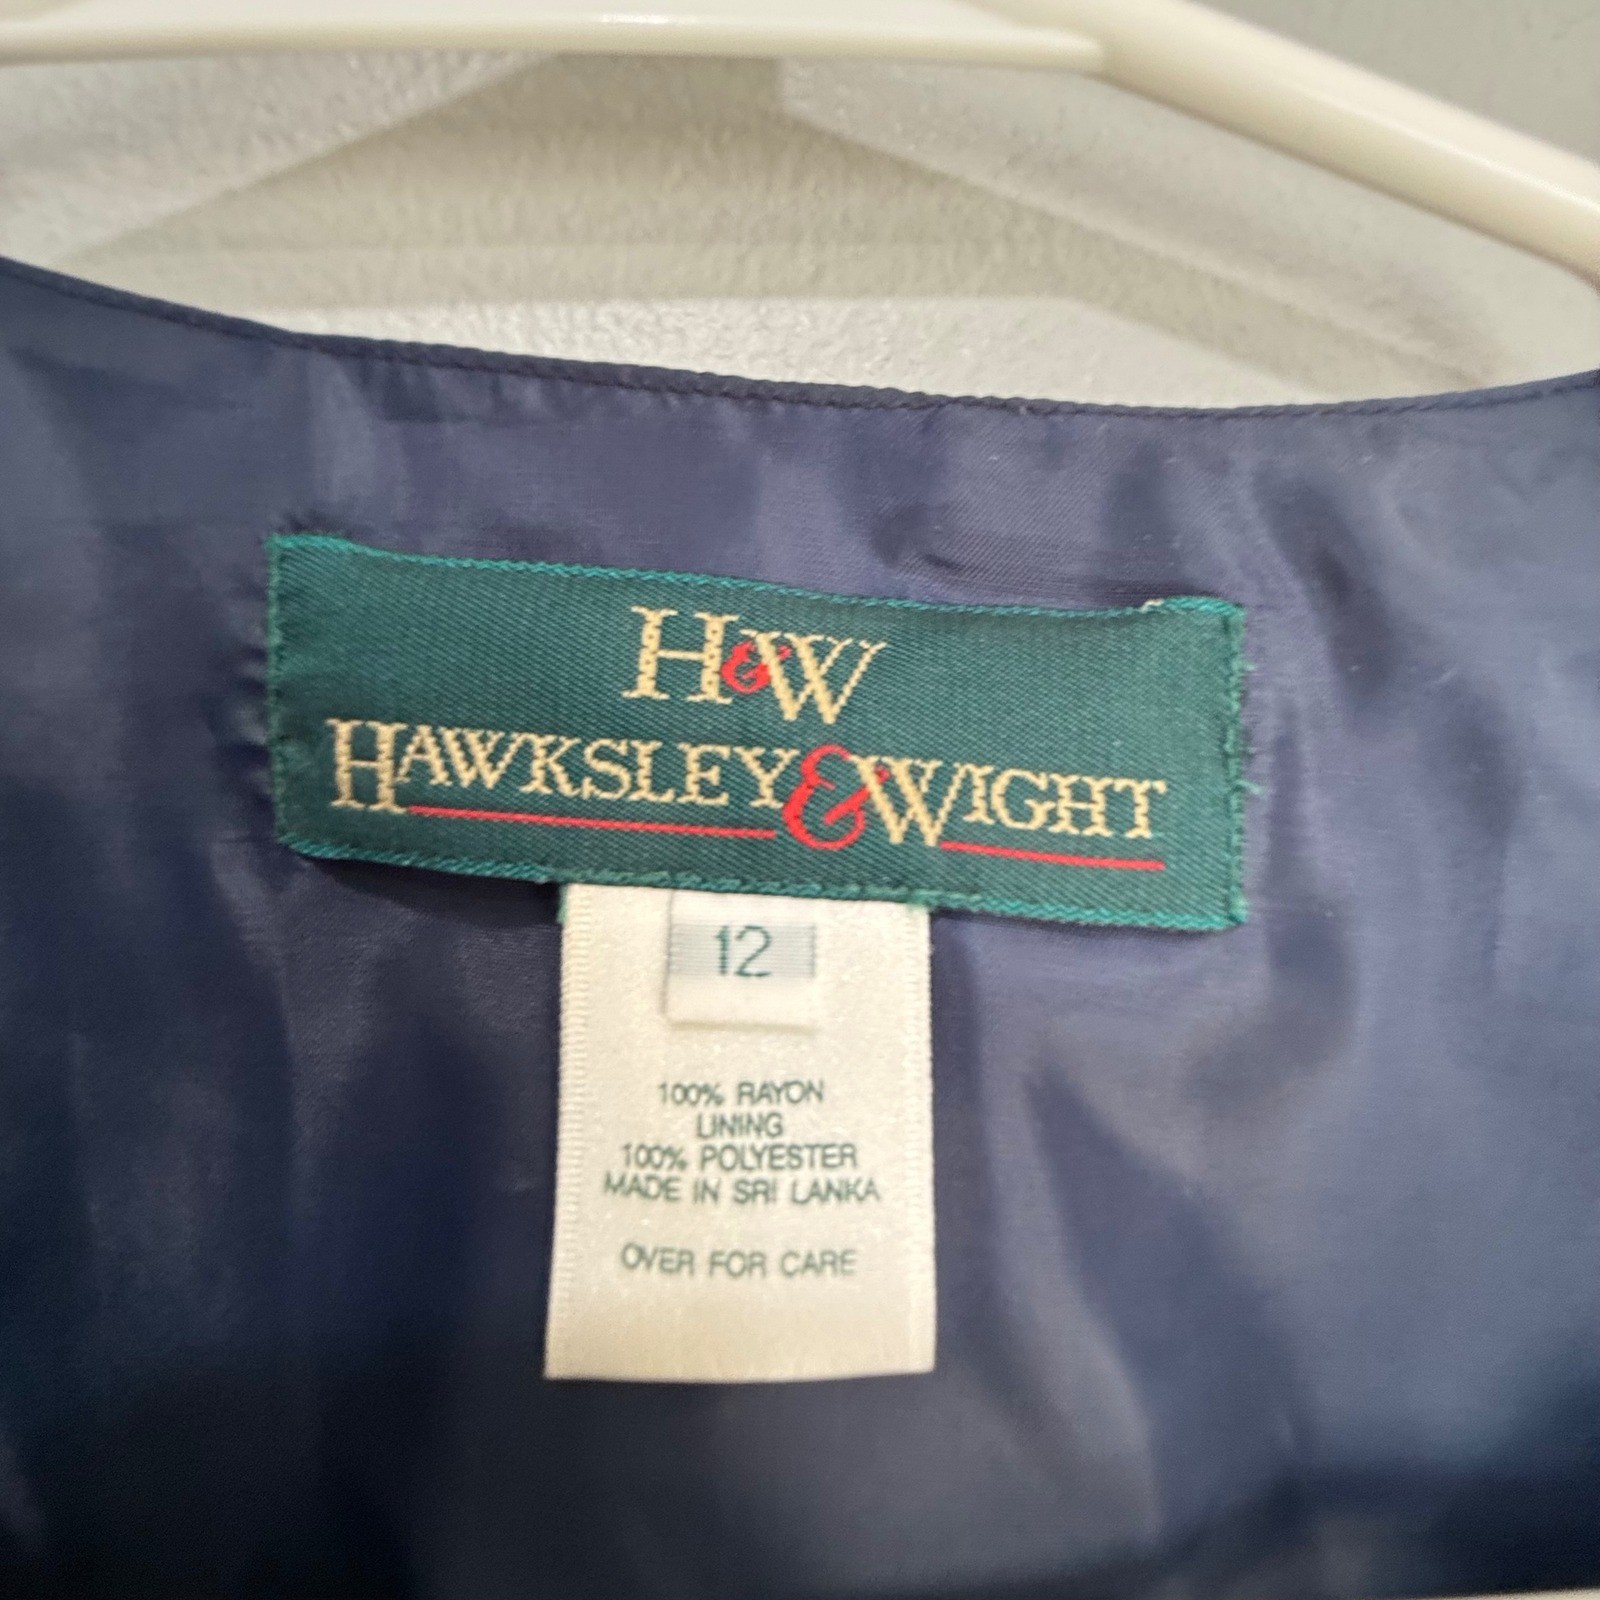 H&W
HAWKSLEY & WIGHT
12
100% RAYON
LINING
100% POLYESTER
MADE IN SRI LANKA
OVER FOR CARE